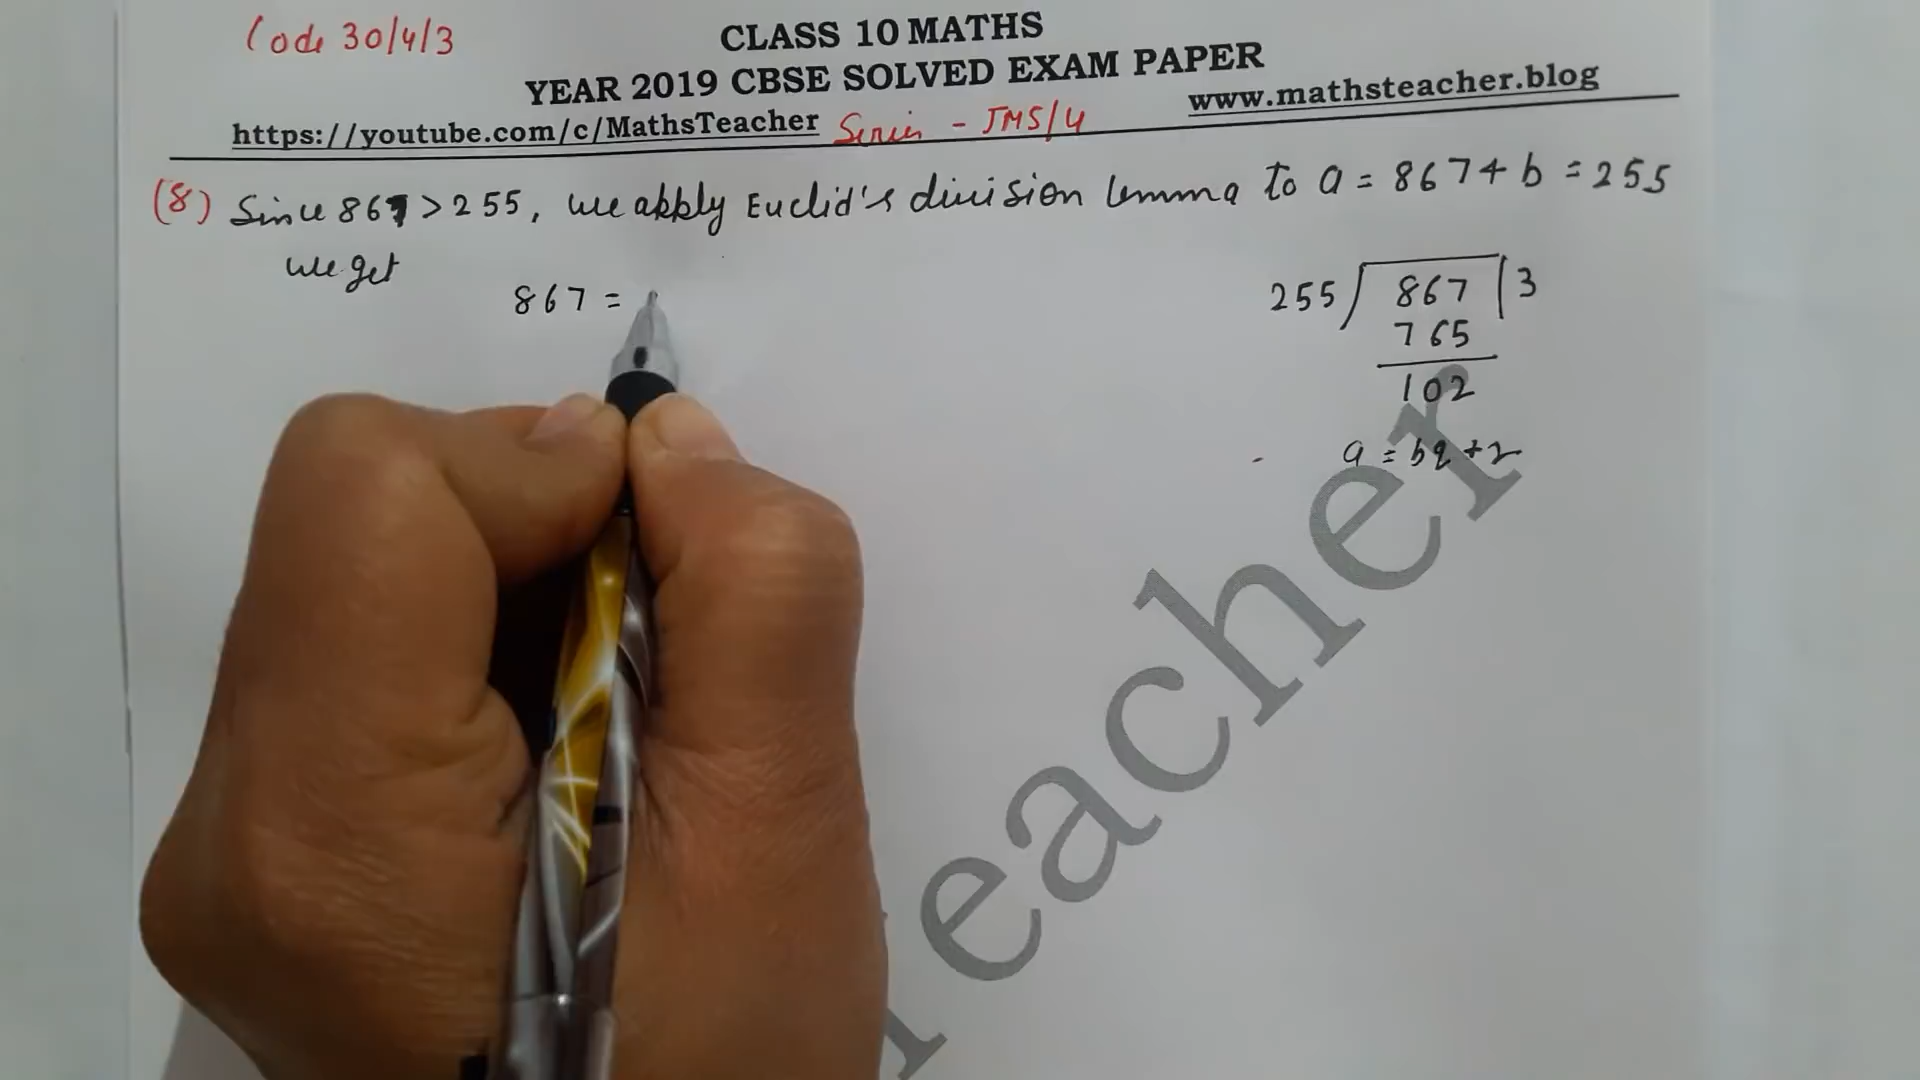 Code 30/4/3
CLASS 10 MATHS
YEAR 2019 CBSE SOLVED EXAM PAPER
https://youtube.com/c/MathsTeacher Series - JMS/4 www.mathsteacher.blog
(8) Since 867 > 255, we apply Euclid's division lemma to a = 867 + b = 255
we get
867 =
255 867 3
765
102
a = bq + r
eacher